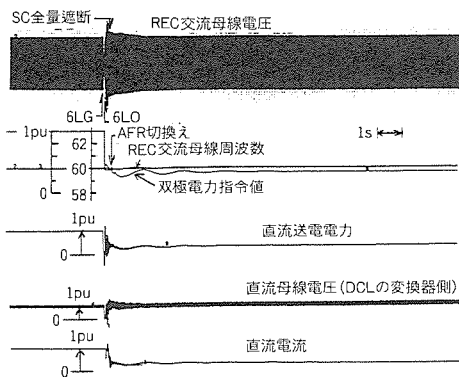 SC全量遮断
REC交流母線電圧
6LG 6LO
1pu
62
AFR切換え
REC交流母線周波数
1s
60
0
58
双極電力指令値
1pu
直流送電電力
0
直流母線電圧(DCLの変換器側)
1pu
0
1pu
直流電流
0